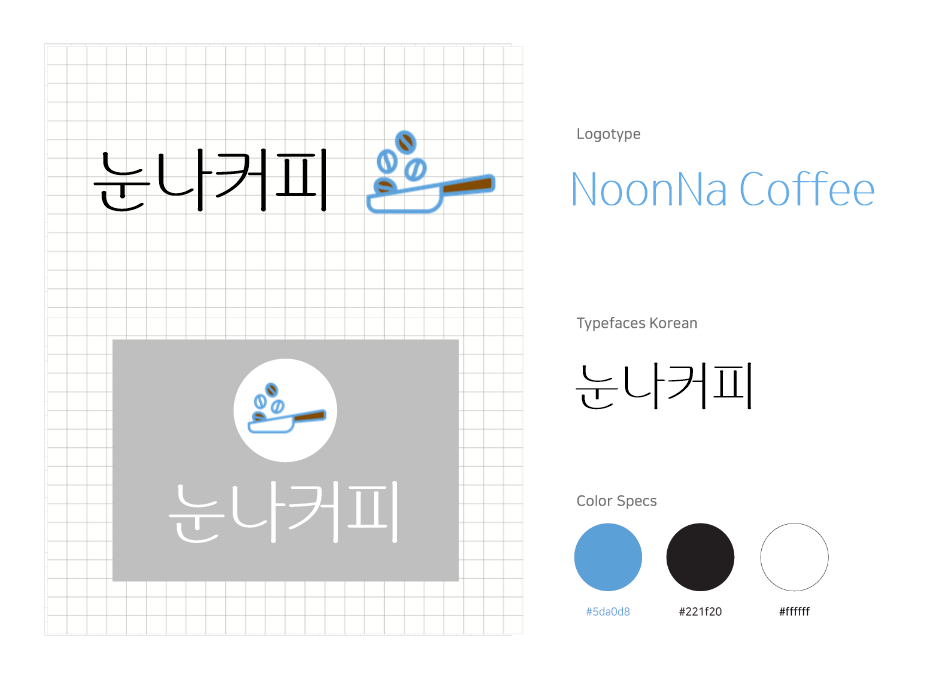 눈나커피
눈나커피
Logotype
NoonNa Coffee
Typefaces Korean
눈나커피
Color Specs
#5da0d8
#221f20
#ffffff